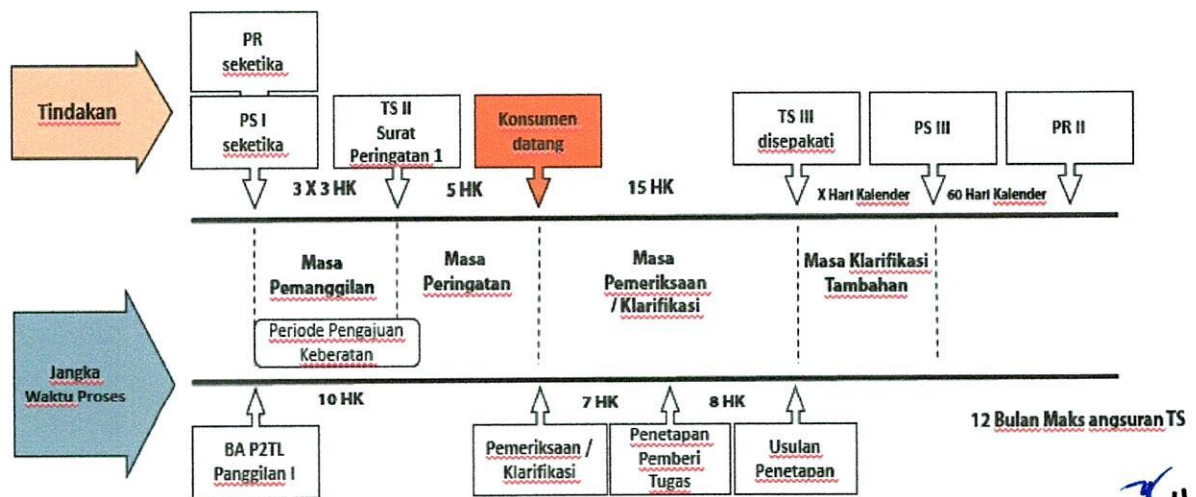 Tindakan
PR
seketika
PS I
seketika
TS II
Surat
Peringatan 1
Konsumen
datang
TS III
disepakati
PS III
PR II
3 X 3 HK
5 HK
15 HK
X Hari Kalender
60 Hari Kalender
Masa
Pemanggilan
Masa
Peringatan
Masa
Pemeriksaan
/ Klarifikasi
Masa Klarifikasi
Tambahan
Periode Pengajuan
Keberatan
Jangka
Waktu Proses
10 HK
7 HK
8 HK
12 Bulan Maks angsuran TS
BA P2TL
Panggilan I
Pemeriksaan /
Klarifikasi
Penetapan
Pemberi
Tugas
Usulan
Penetapan